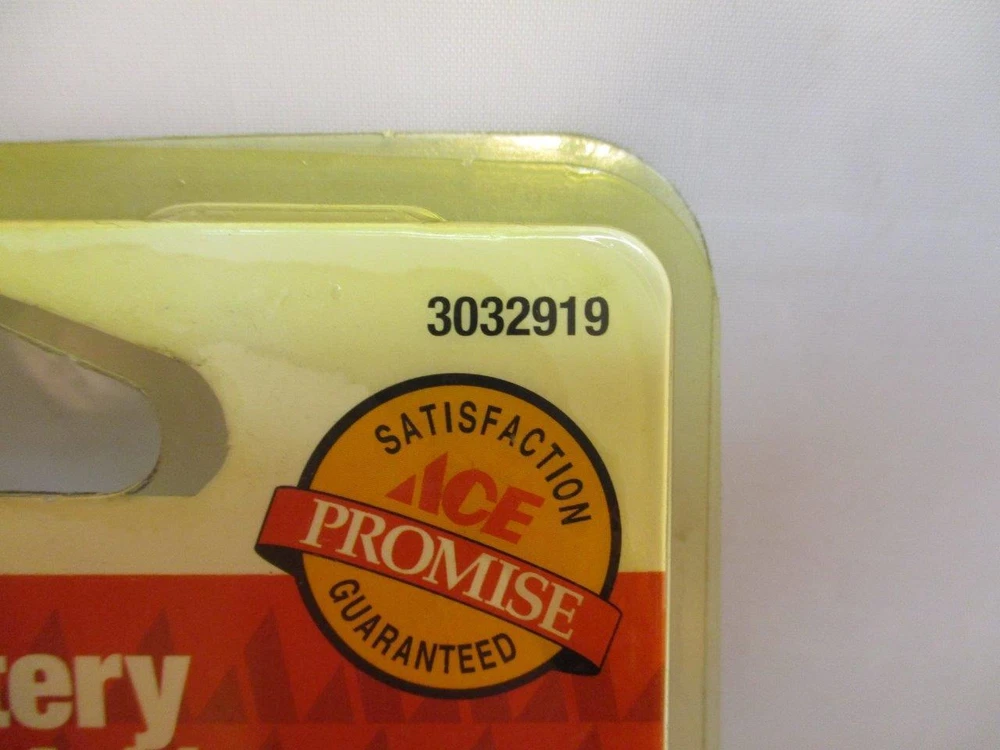 3032919
SATISFACTION
ACE
PROMISE
GUARANTEED
tery